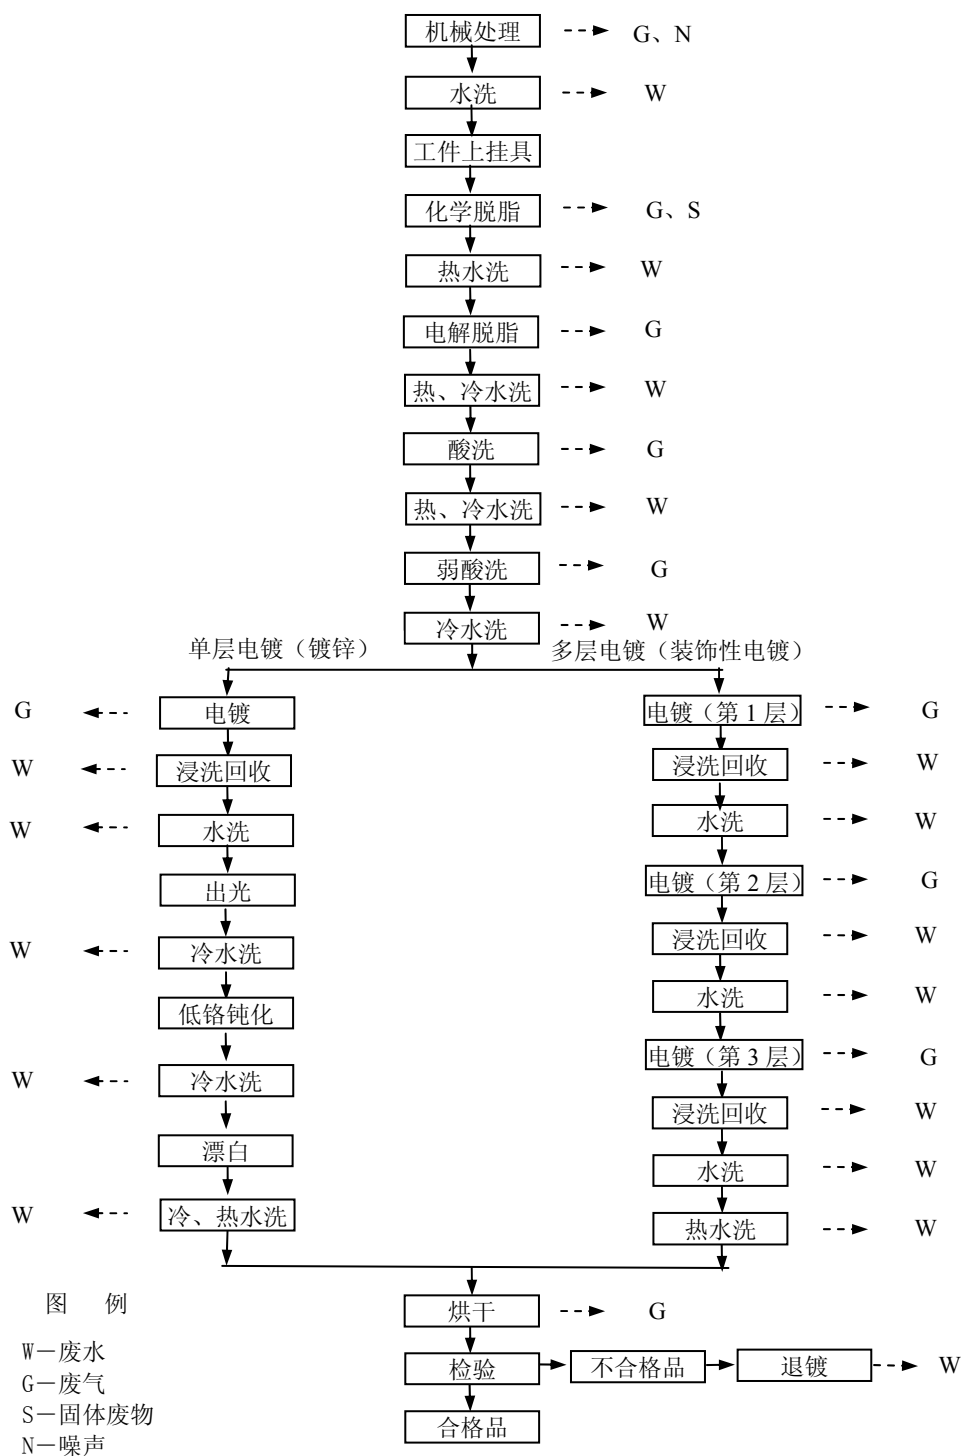 机械处理
G、N
水洗
W
工件上挂具
化学脱脂
G、S
热水洗
W
电解脱脂
G
热、冷水洗
W
酸洗
G
热、冷水洗
W
弱酸洗
G
冷水洗
W
单层电镀（镀锌）
多层电镀（装饰性电镀）
G
电镀
W
浸洗回收
W
水洗
出光
W
冷水洗
低铬钝化
W
冷水洗
漂白
W
冷、热水洗
电镀（第1层）
G
浸洗回收
W
水洗
W
电镀（第2层）
G
浸洗回收
W
水洗
W
电镀（第3层）
G
浸洗回收
W
水洗
W
热水洗
W
烘干
G
检验
不合格品
退镀
W
合格品
图 例
W—废水
G—废气
S—固体废物
N—噪声